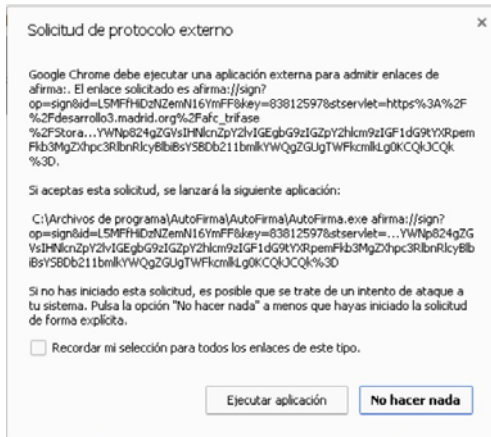 Solicitud de protocolo externo
Google Chrome debe ejecutar una aplicación externa para admitir enlaces de
afirma:. El enlace solicitado es afirma://sign?
op=sign&id=L5MFfHiDzNZemN16YmFF&key=83812597&stservlet=https%3A%2F
%2Fdesarrollo3.madrid.org%2Fafc_trifase
%2FStora...YWNp824gZGVsIHNlcnZpY2lvIGEgbG9zIGZpY2hlcm9zIGF1dG9tYXRpem
Fkb3MgZXhpc3RlbnRlcyBlbiBsYSBDb211bmlkYWQgZGUgTWFkcmlkLg0KCQkJCQk
%3D.
Si aceptas esta solicitud, se lanzará la siguiente aplicación:
C:\Archivos de programa\AutoFirma\AutoFirma\AutoFirma.exe afirma://sign?
op=sign&id=L5MFfHiDzNZemN16YmFF&key=83812597&stservlet=...YWNp824gZG
VsIHNlcnZpY2lvIGEgbG9zIGZpY2hlcm9zIGF1dG9tYXRpemFkb3MgZXhpc3RlbnRlcyBlb
iBsYSBDb211bmlkYWQgZGUgTWFkcmlkLg0KCQkJCQk%3D
Si no has iniciado esta solicitud, es posible que se trate de un intento de ataque a
tu sistema. Pulsa la opción "No hacer nada" a menos que hayas iniciado la solicitud
de forma explícita.
Recordar mi selección para todos los enlaces de este tipo.
Ejecutar aplicación
No hacer nada